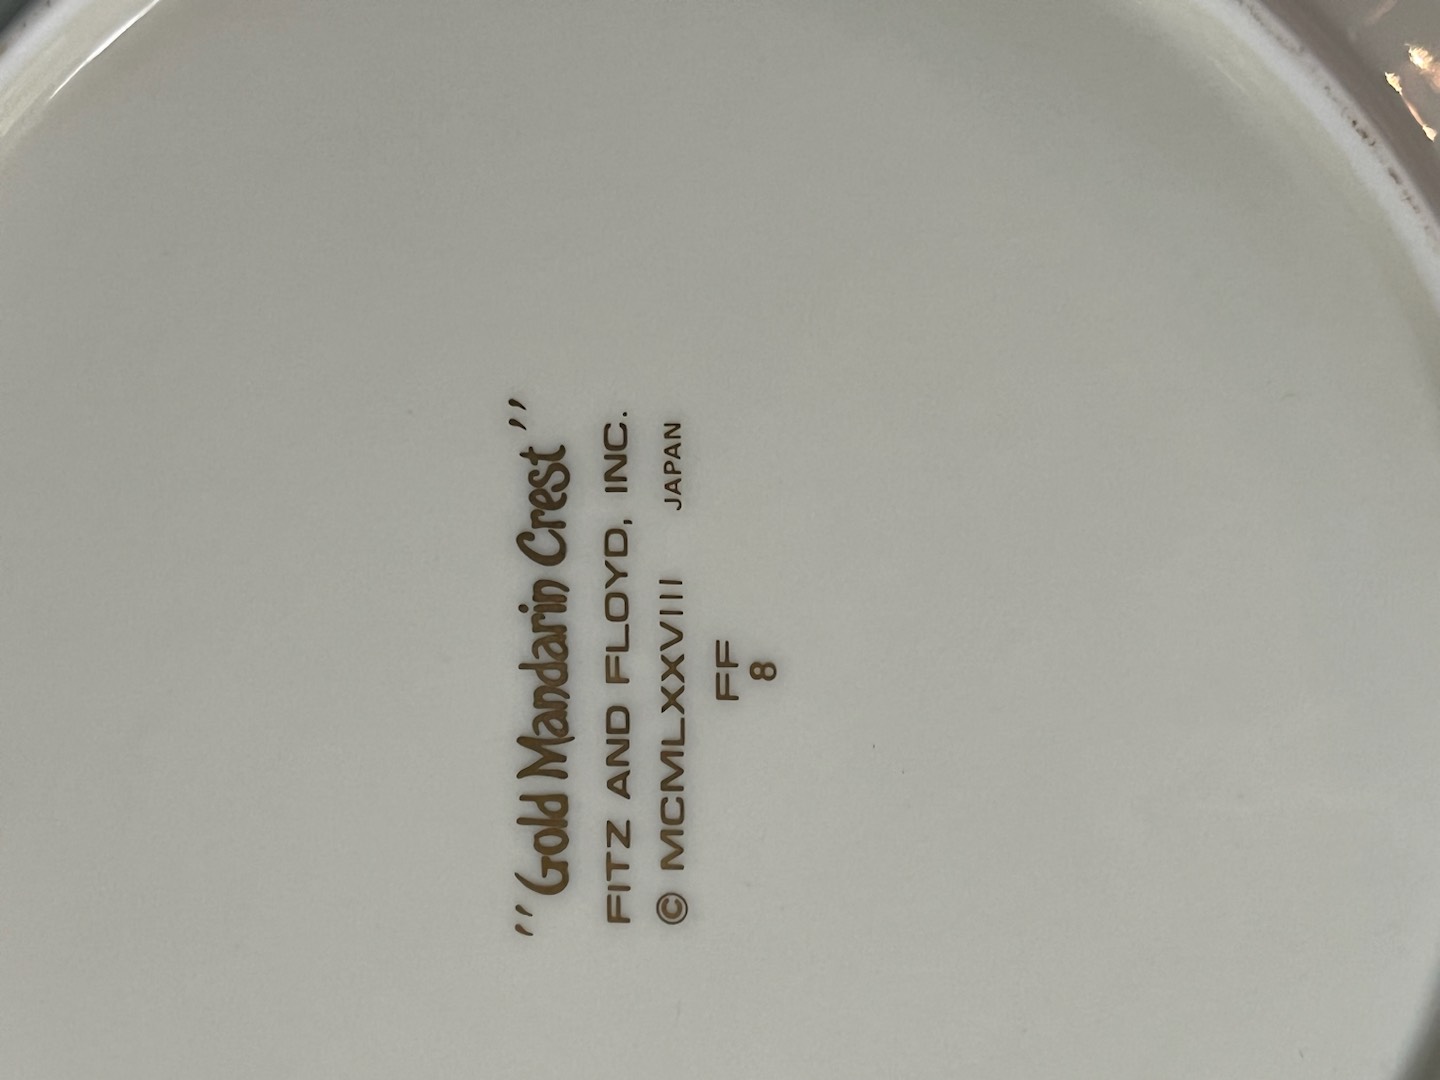 "Gold Mandarin Crest"
FITZ AND FLOYD, INC.
© MCMLXXVIII JAPAN
FF
8